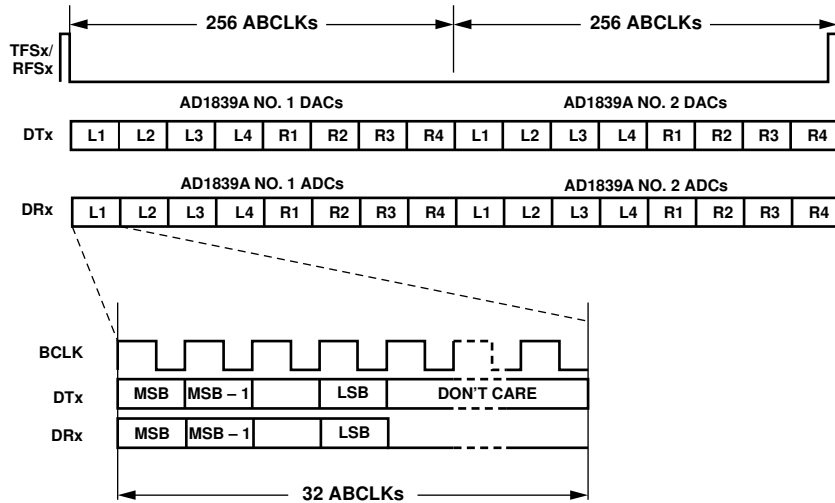 256 ABCLKs 256 ABCLKs
TFSx/
RFSx
AD1839A NO. 1 DACs AD1839A NO. 2 DACs
DTx L1 L2 L3 L4 R1 R2 R3 R4 L1 L2 L3 L4 R1 R2 R3 R4
AD1839A NO. 1 ADCs AD1839A NO. 2 ADCs
DRx L1 L2 L3 L4 R1 R2 R3 R4 L1 L2 L3 L4 R1 R2 R3 R4
BCLK
DTx MSB MSB – 1 LSB DON'T CARE
DRx MSB MSB – 1 LSB
32 ABCLKs